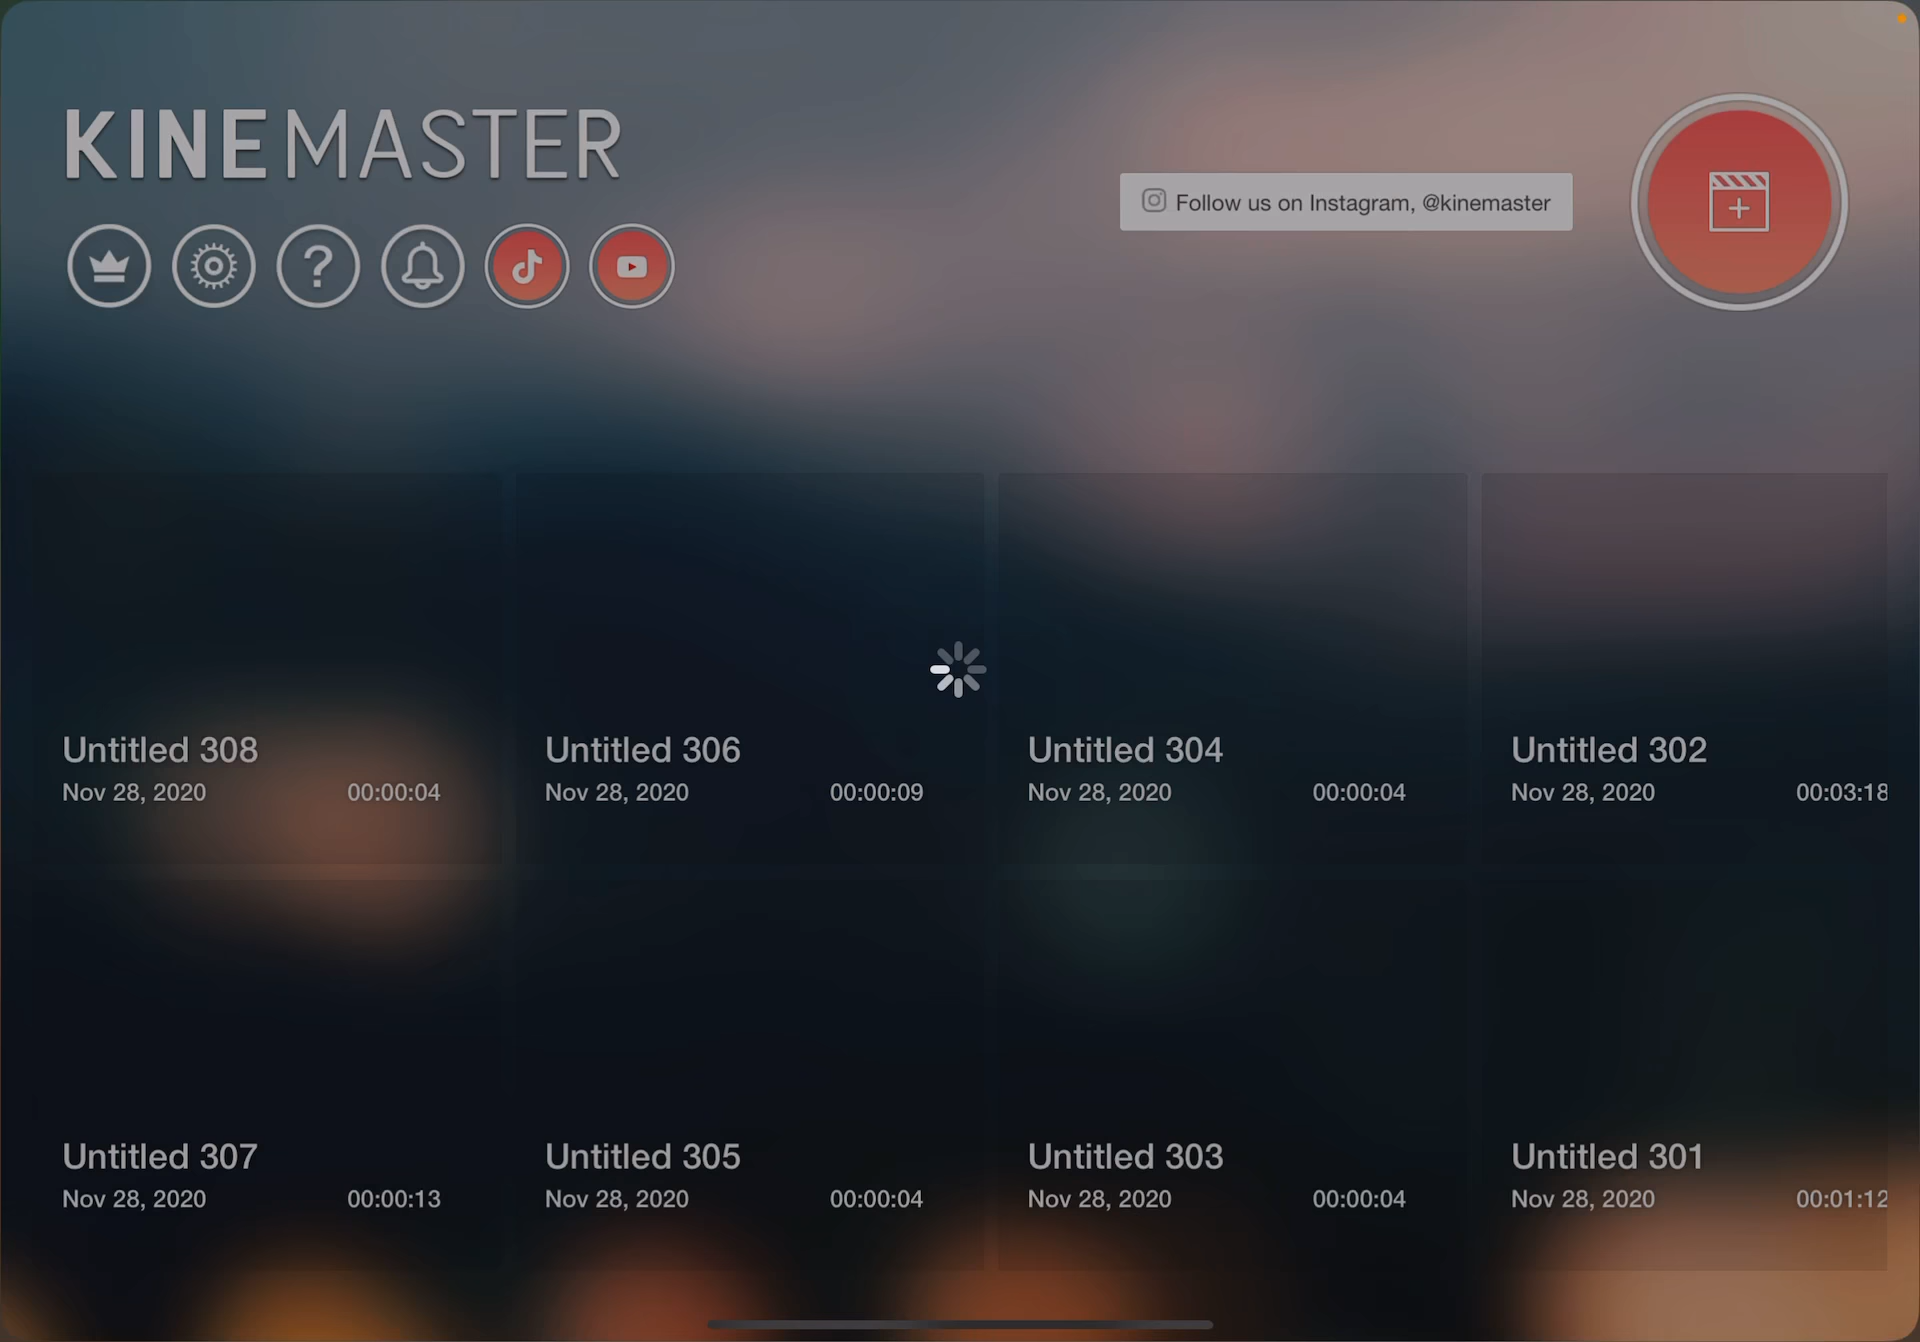 KINEMASTER
Follow us on Instagram, @kinemaster
Untitled 308
Nov 28, 2020 00:00:04
Untitled 306
Nov 28, 2020 00:00:09
Untitled 304
Nov 28, 2020 00:00:04
Untitled 302
Nov 28, 2020 00:03:18
Untitled 307
Nov 28, 2020 00:00:13
Untitled 305
Nov 28, 2020 00:00:04
Untitled 303
Nov 28, 2020 00:00:04
Untitled 301
Nov 28, 2020 00:01:12